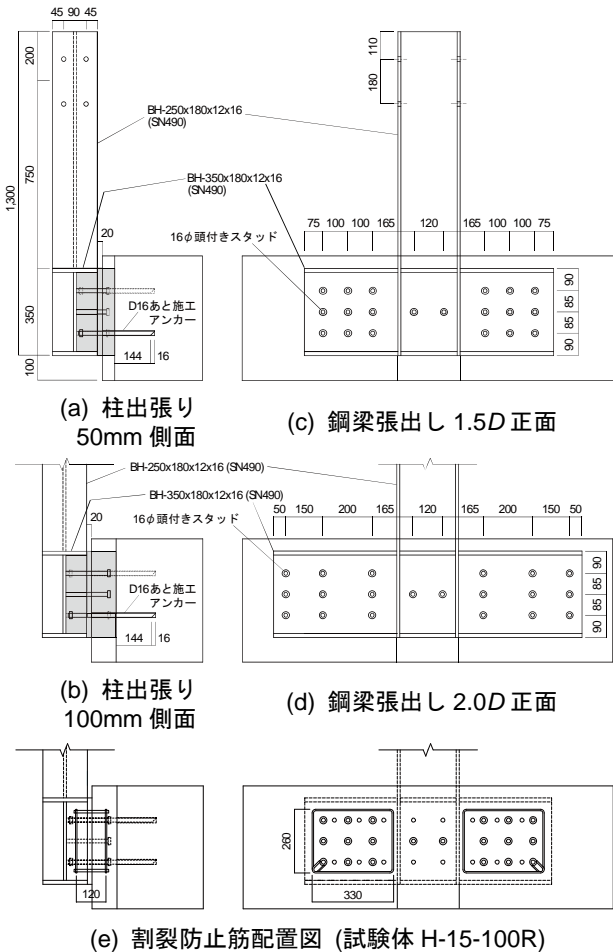 45 90 45
200
750
1,300
350
100
BH-250x180x12x16
(SN490)
BH-350x180x12x16
(SN490)
20
16φ頭付きスタッド
D16あと施工
アンカー
144 16
110
180
75 100 100 165 120 165 100 100 75
90
85
85
90
(a) 柱出張り
50mm 側面
(c) 鋼梁張出し 1.5D 正面
BH-250x180x12x16 (SN490)
BH-350x180x12x16 (SN490)
20
16φ頭付きスタッド
D16あと施工
アンカー
144 16
50 150 200 165 120 165 200 150 50
90
85
85
90
(b) 柱出張り
100mm 側面
(d) 鋼梁張出し 2.0D 正面
120
260
330
(e) 割裂防止筋配置図 (試験体 H-15-100R)